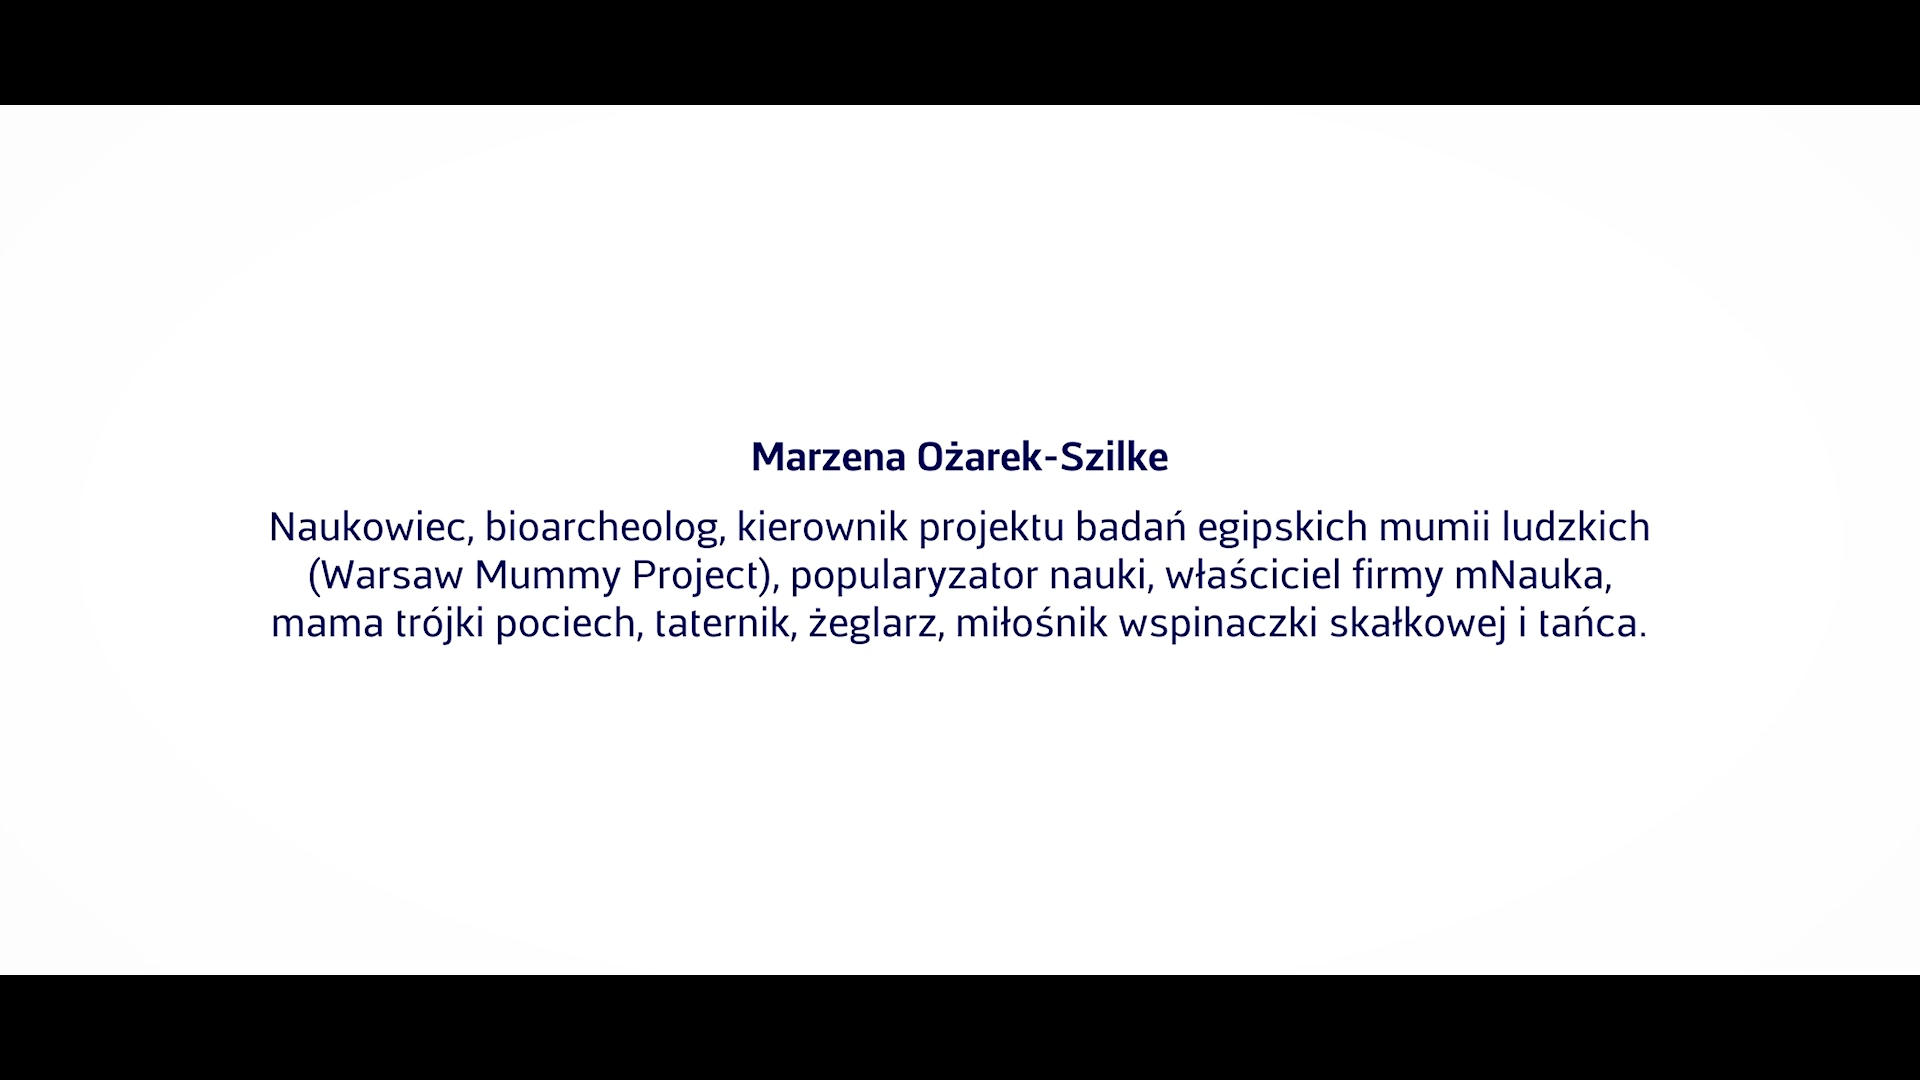 Marzena Ożarek-Szilke
Naukowiec, bioarcheolog, kierownik projektu badań egipskich mumii ludzkich
(Warsaw Mummy Project), popularyzator nauki, właściciel firmy mNauka,
mama trójki pociech, taternik, żeglarz, miłośnik wspinaczki skałkowej i tańca.